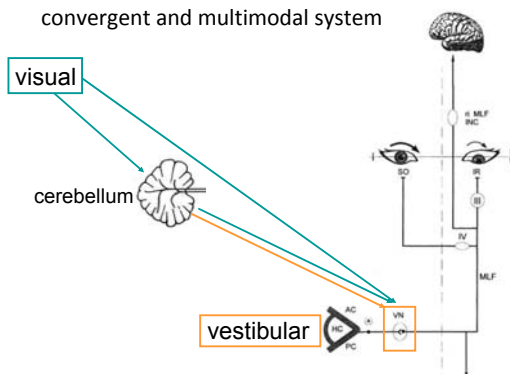 convergent and multimodal system
visual
ri MLF
INC
SO
IR
III
cerebellum
IV
MLF
vestibular
AC
HC
PC
VN